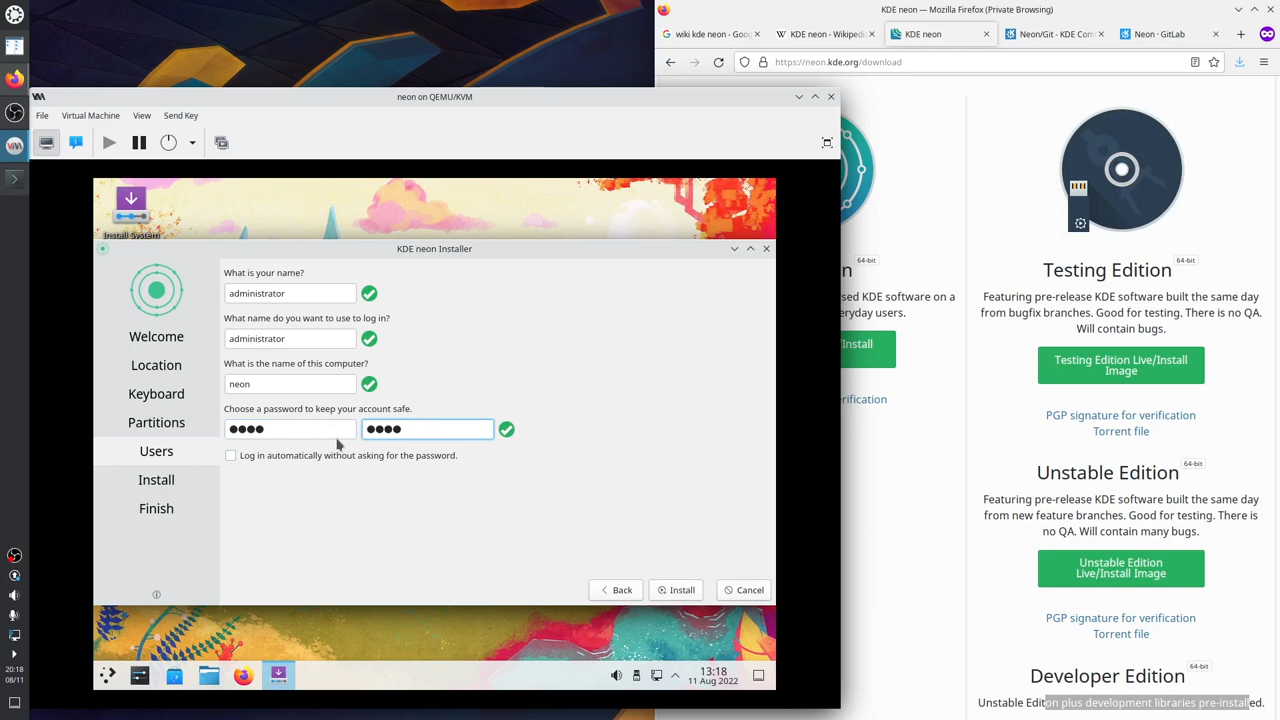 KDE neon — Mozilla Firefox (Private Browsing)
wiki kde neon - Goo
KDE neon - Wikipedi
KDE neon
Neon/Git - KDE Com
Neon · GitLab
https://neon.kde.org/download
neon on QEMU/KVM
File
Virtual Machine
View
Send Key
Install System
KDE neon Installer
Welcome
Location
Keyboard
Partitions
Users
Install
Finish
What is your name?
administrator
What name do you want to use to log in?
administrator
What is the name of this computer?
neon
Choose a password to keep your account safe.
Log in automatically without asking for the password.
Back
Install
Cancel
13:18
11 Aug 2022
20:18
08/11
n 64-bit
sed KDE software on a
eryday users.
/Install
rification
Testing Edition 64-bit
Featuring pre-release KDE software built the same day
from bugfix branches. Good for testing. There is no QA.
Will contain bugs.
Testing Edition Live/Install
Image
PGP signature for verification
Torrent file
Unstable Edition 64-bit
Featuring pre-release KDE software built the same day
from new feature branches. Good for testing. There is
no QA. Will contain many bugs.
Unstable Edition
Live/Install Image
PGP signature for verification
Torrent file
Developer Edition 64-bit
Unstable Edition plus development libraries pre-installed.